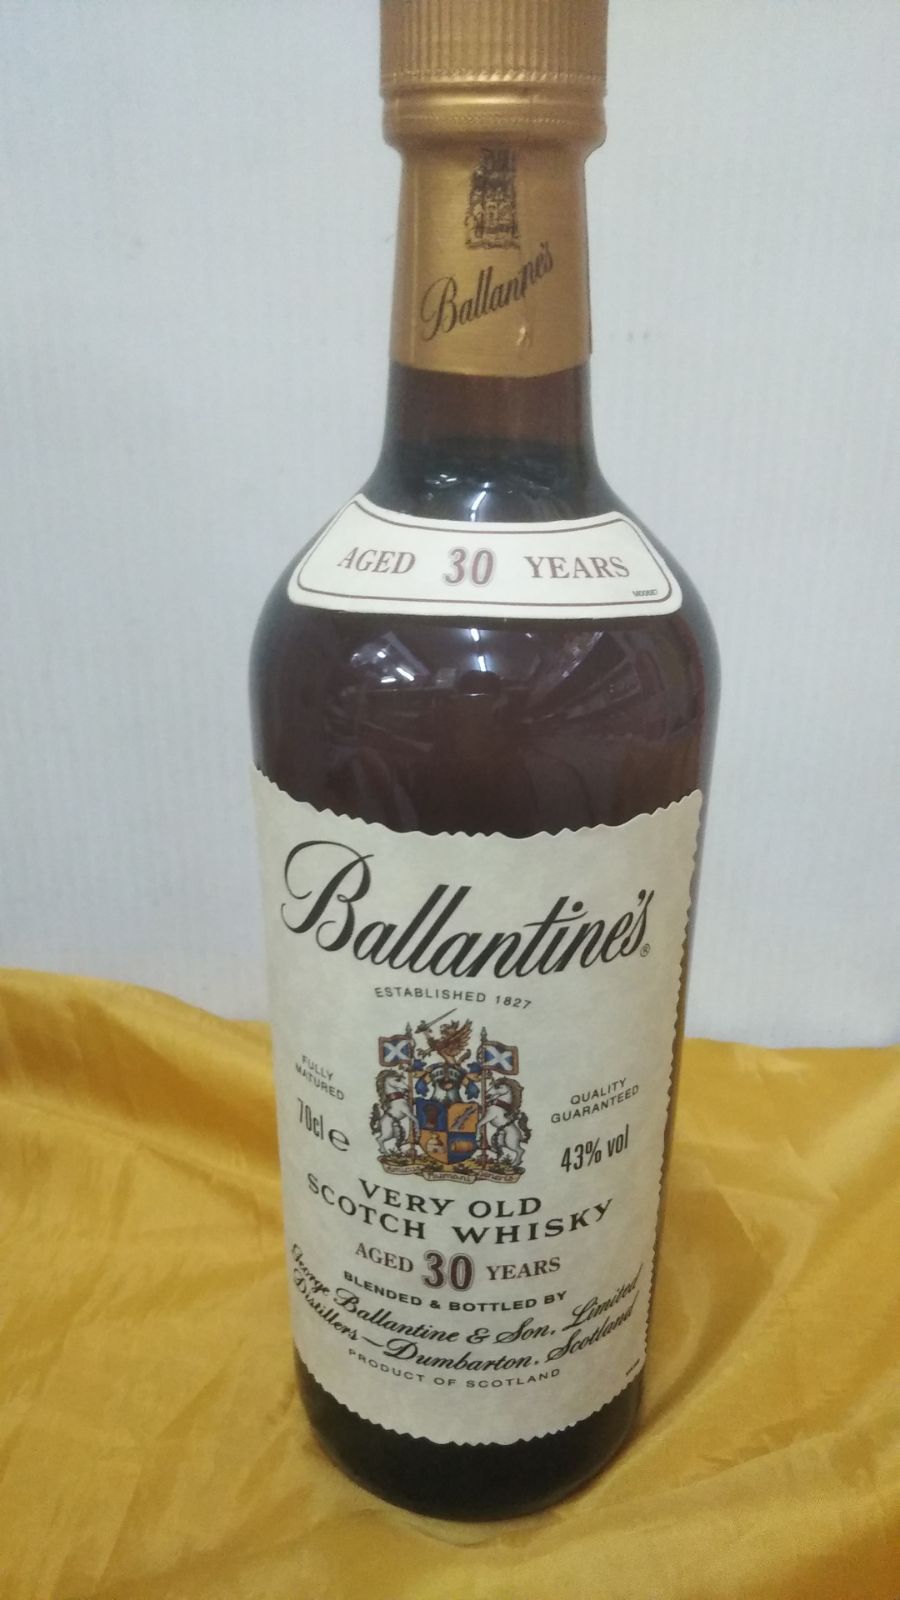 Ballantine's
AGED 30 YEARS
Ballantine's®
ESTABLISHED 1827
FULLY
MATURED
70cl e
QUALITY
GUARANTEED
43% vol
VERY OLD
SCOTCH WHISKY
AGED 30 YEARS
BLENDED & BOTTLED BY
George Ballantine & Son, Limited
Distillers—Dumbarton, Scotland
PRODUCT OF SCOTLAND